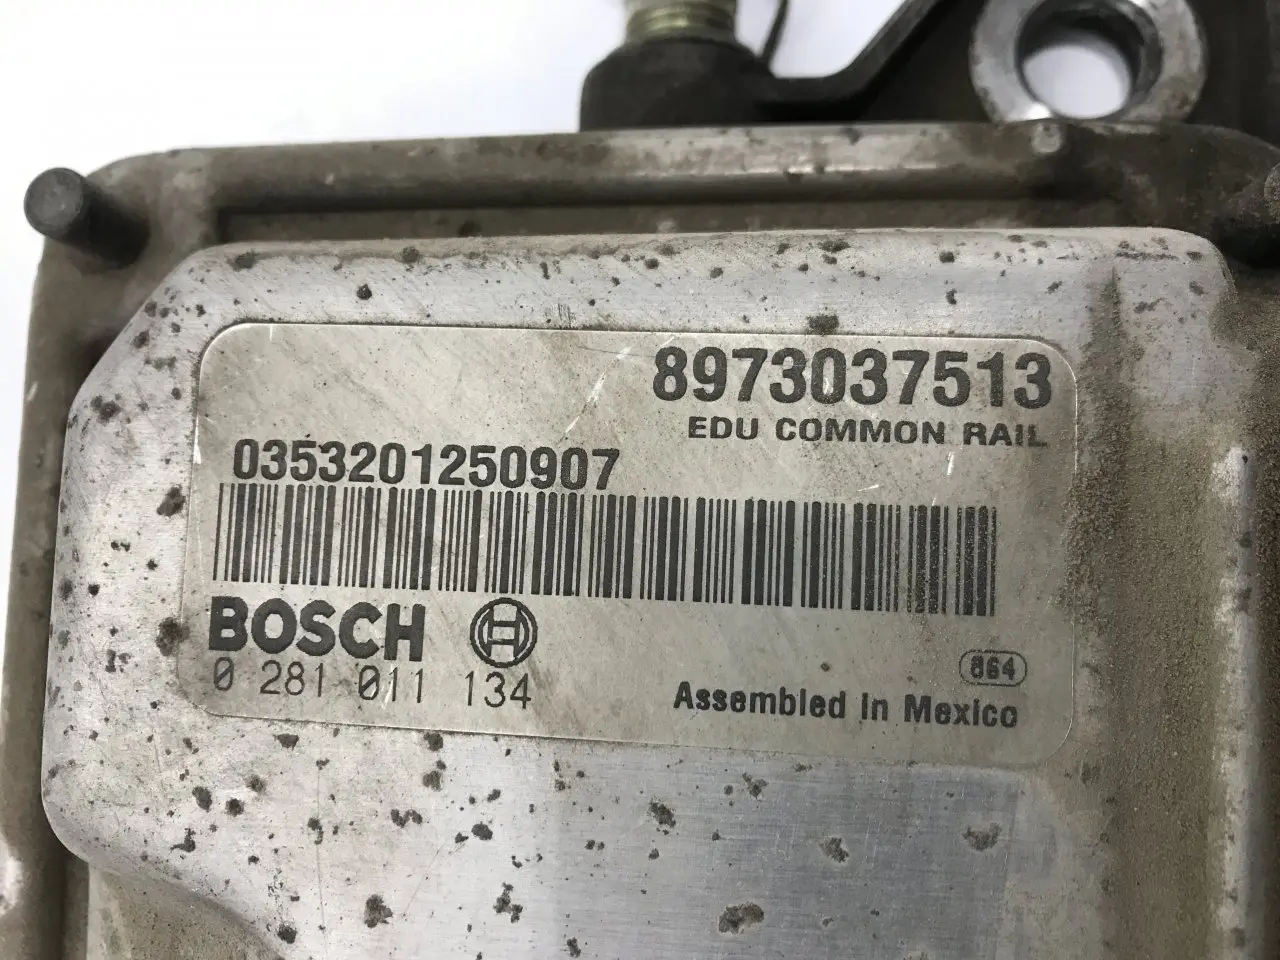 8973037513
EDU COMMON RAIL
0353201250907
BOSCH
0 281 011 134
864
Assembled in Mexico